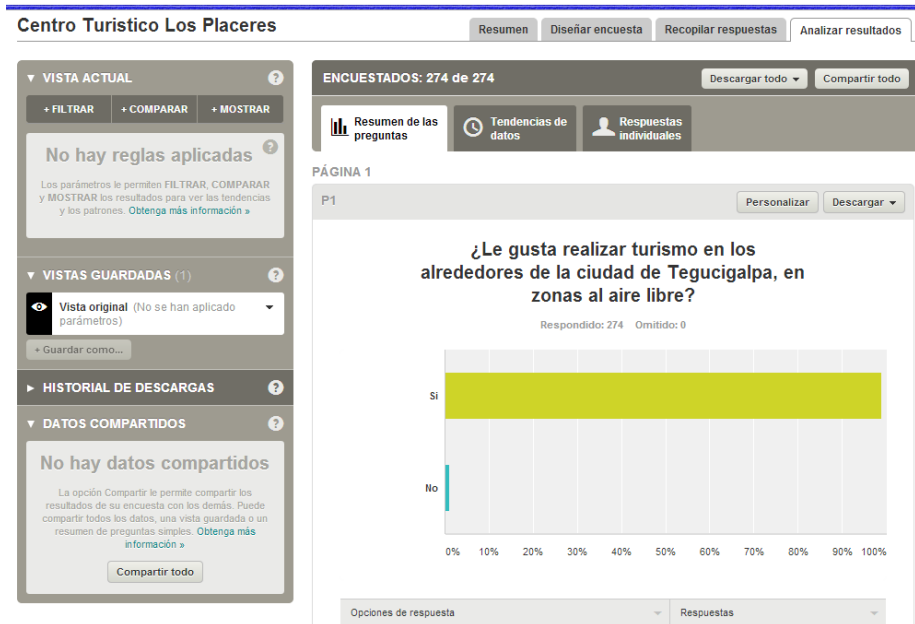 Centro Turistico Los Placeres
Resumen
Diseñar encuesta
Recopilar respuestas
Analizar resultados
▼ VISTA ACTUAL ?
+ FILTRAR
+ COMPARAR
+ MOSTRAR
No hay reglas aplicadas ?
Los parámetros le permiten FILTRAR, COMPARAR
y MOSTRAR los resultados para ver las tendencias
y los patrones. Obtenga más información »
▼ VISTAS GUARDADAS (1) ?
Vista original (No se han aplicado
parámetros)
+ Guardar como...
► HISTORIAL DE DESCARGAS ?
▼ DATOS COMPARTIDOS ?
No hay datos compartidos
La opción Compartir le permite compartir los
resultados de su encuesta con los demás. Puede
compartir todos los datos, una vista guardada o un
resumen de preguntas simples. Obtenga más
información »
Compartir todo
ENCUESTADOS: 274 de 274
Descargar todo
Compartir todo
Resumen de las
preguntas
Tendencias de
datos
Respuestas
individuales
PÁGINA 1
P1
Personalizar
Descargar
¿Le gusta realizar turismo en los
alrededores de la ciudad de Tegucigalpa, en
zonas al aire libre?
Respondido: 274 Omitido: 0
Si
No
0% 10% 20% 30% 40% 50% 60% 70% 80% 90% 100%
Opciones de respuesta
Respuestas